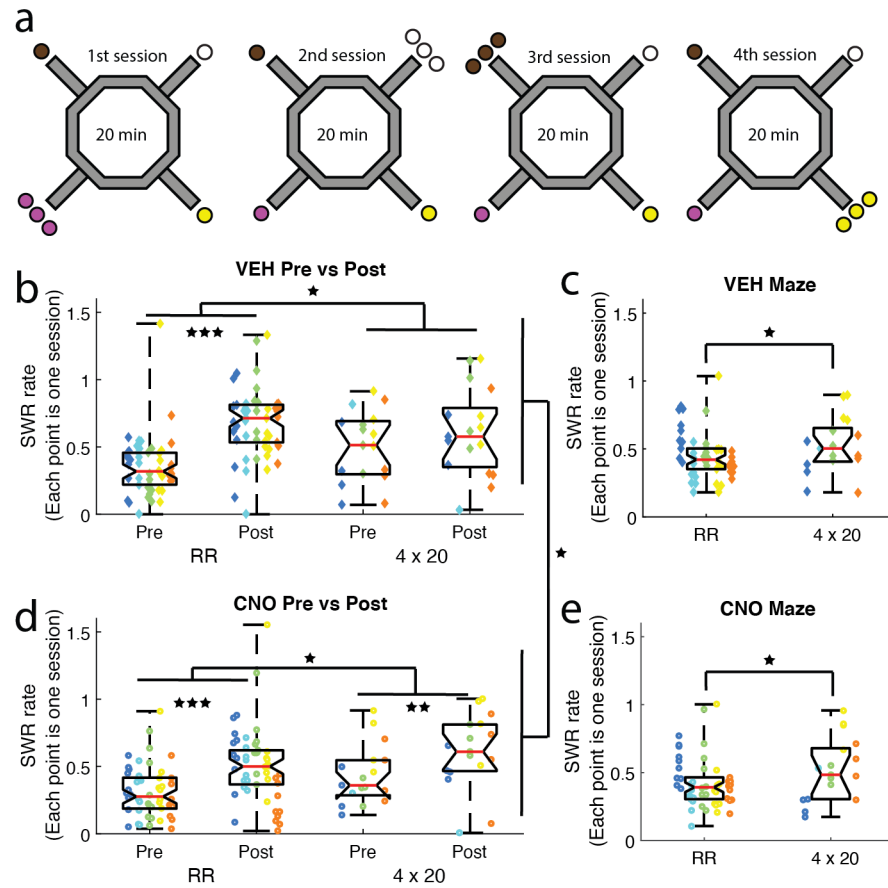 a
1st session
2nd session
3rd session
4th session
20 min
20 min
20 min
20 min
b
VEH Pre vs Post
SWR rate
(Each point is one session)
1.5
1
0.5
0
Pre
Post
Pre
Post
RR
4 x 20
c
VEH Maze
SWR rate
(Each point is one session)
1.5
1
0.5
0
RR
4 x 20
d
CNO Pre vs Post
SWR rate
(Each point is one session)
1.5
1
0.5
0
Pre
Post
Pre
Post
RR
4 x 20
e
CNO Maze
SWR rate
(Each point is one session)
1.5
1
0.5
0
RR
4 x 20